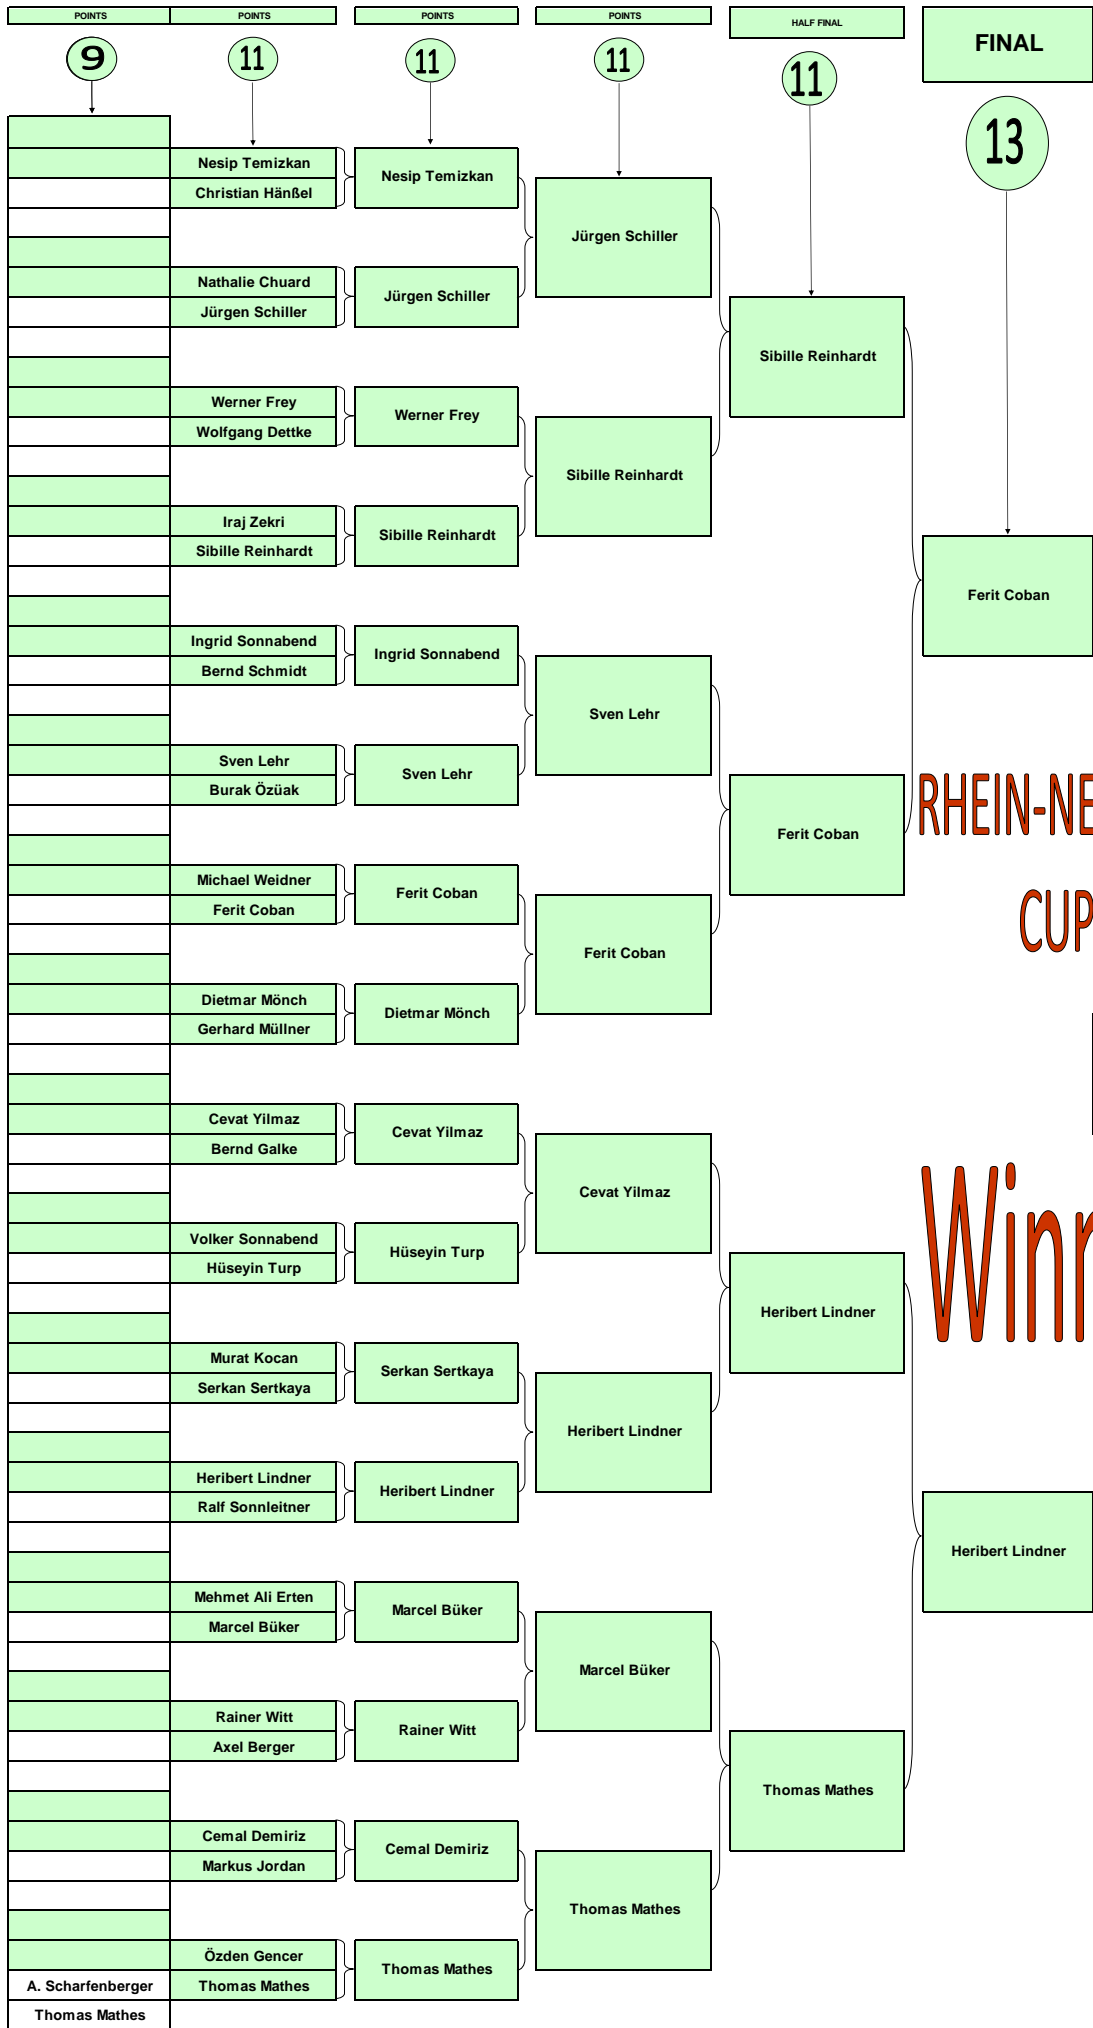 POINTS POINTS POINTS POINTS HALF FINAL FINAL
9 11 11 11 11 13
Nesip Temizkan
Christian Hänßel
Nesip Temizkan
Jürgen Schiller
Nathalie Chuard
Jürgen Schiller
Jürgen Schiller
Sibille Reinhardt
Werner Frey
Wolfgang Dettke
Werner Frey
Sibille Reinhardt
Iraj Zekri
Sibille Reinhardt
Sibille Reinhardt
Ferit Coban
Ingrid Sonnabend
Bernd Schmidt
Ingrid Sonnabend
Sven Lehr
Sven Lehr
Burak Özüak
Sven Lehr
RHEIN-NE
Ferit Coban
Michael Weidner
Ferit Coban
Ferit Coban
CUP
Ferit Coban
Dietmar Mönch
Gerhard Müllner
Dietmar Mönch
Cevat Yilmaz
Bernd Galke
Cevat Yilmaz
Cevat Yilmaz
Volker Sonnabend
Hüseyin Turp
Hüseyin Turp
Winn
Heribert Lindner
Murat Kocan
Serkan Sertkaya
Serkan Sertkaya
Heribert Lindner
Heribert Lindner
Ralf Sonnleitner
Heribert Lindner
Heribert Lindner
Mehmet Ali Erten
Marcel Büker
Marcel Büker
Marcel Büker
Rainer Witt
Axel Berger
Rainer Witt
Thomas Mathes
Cemal Demiriz
Markus Jordan
Cemal Demiriz
Thomas Mathes
Özden Gencer
A. Scharfenberger Thomas Mathes
Thomas Mathes
Thomas Mathes